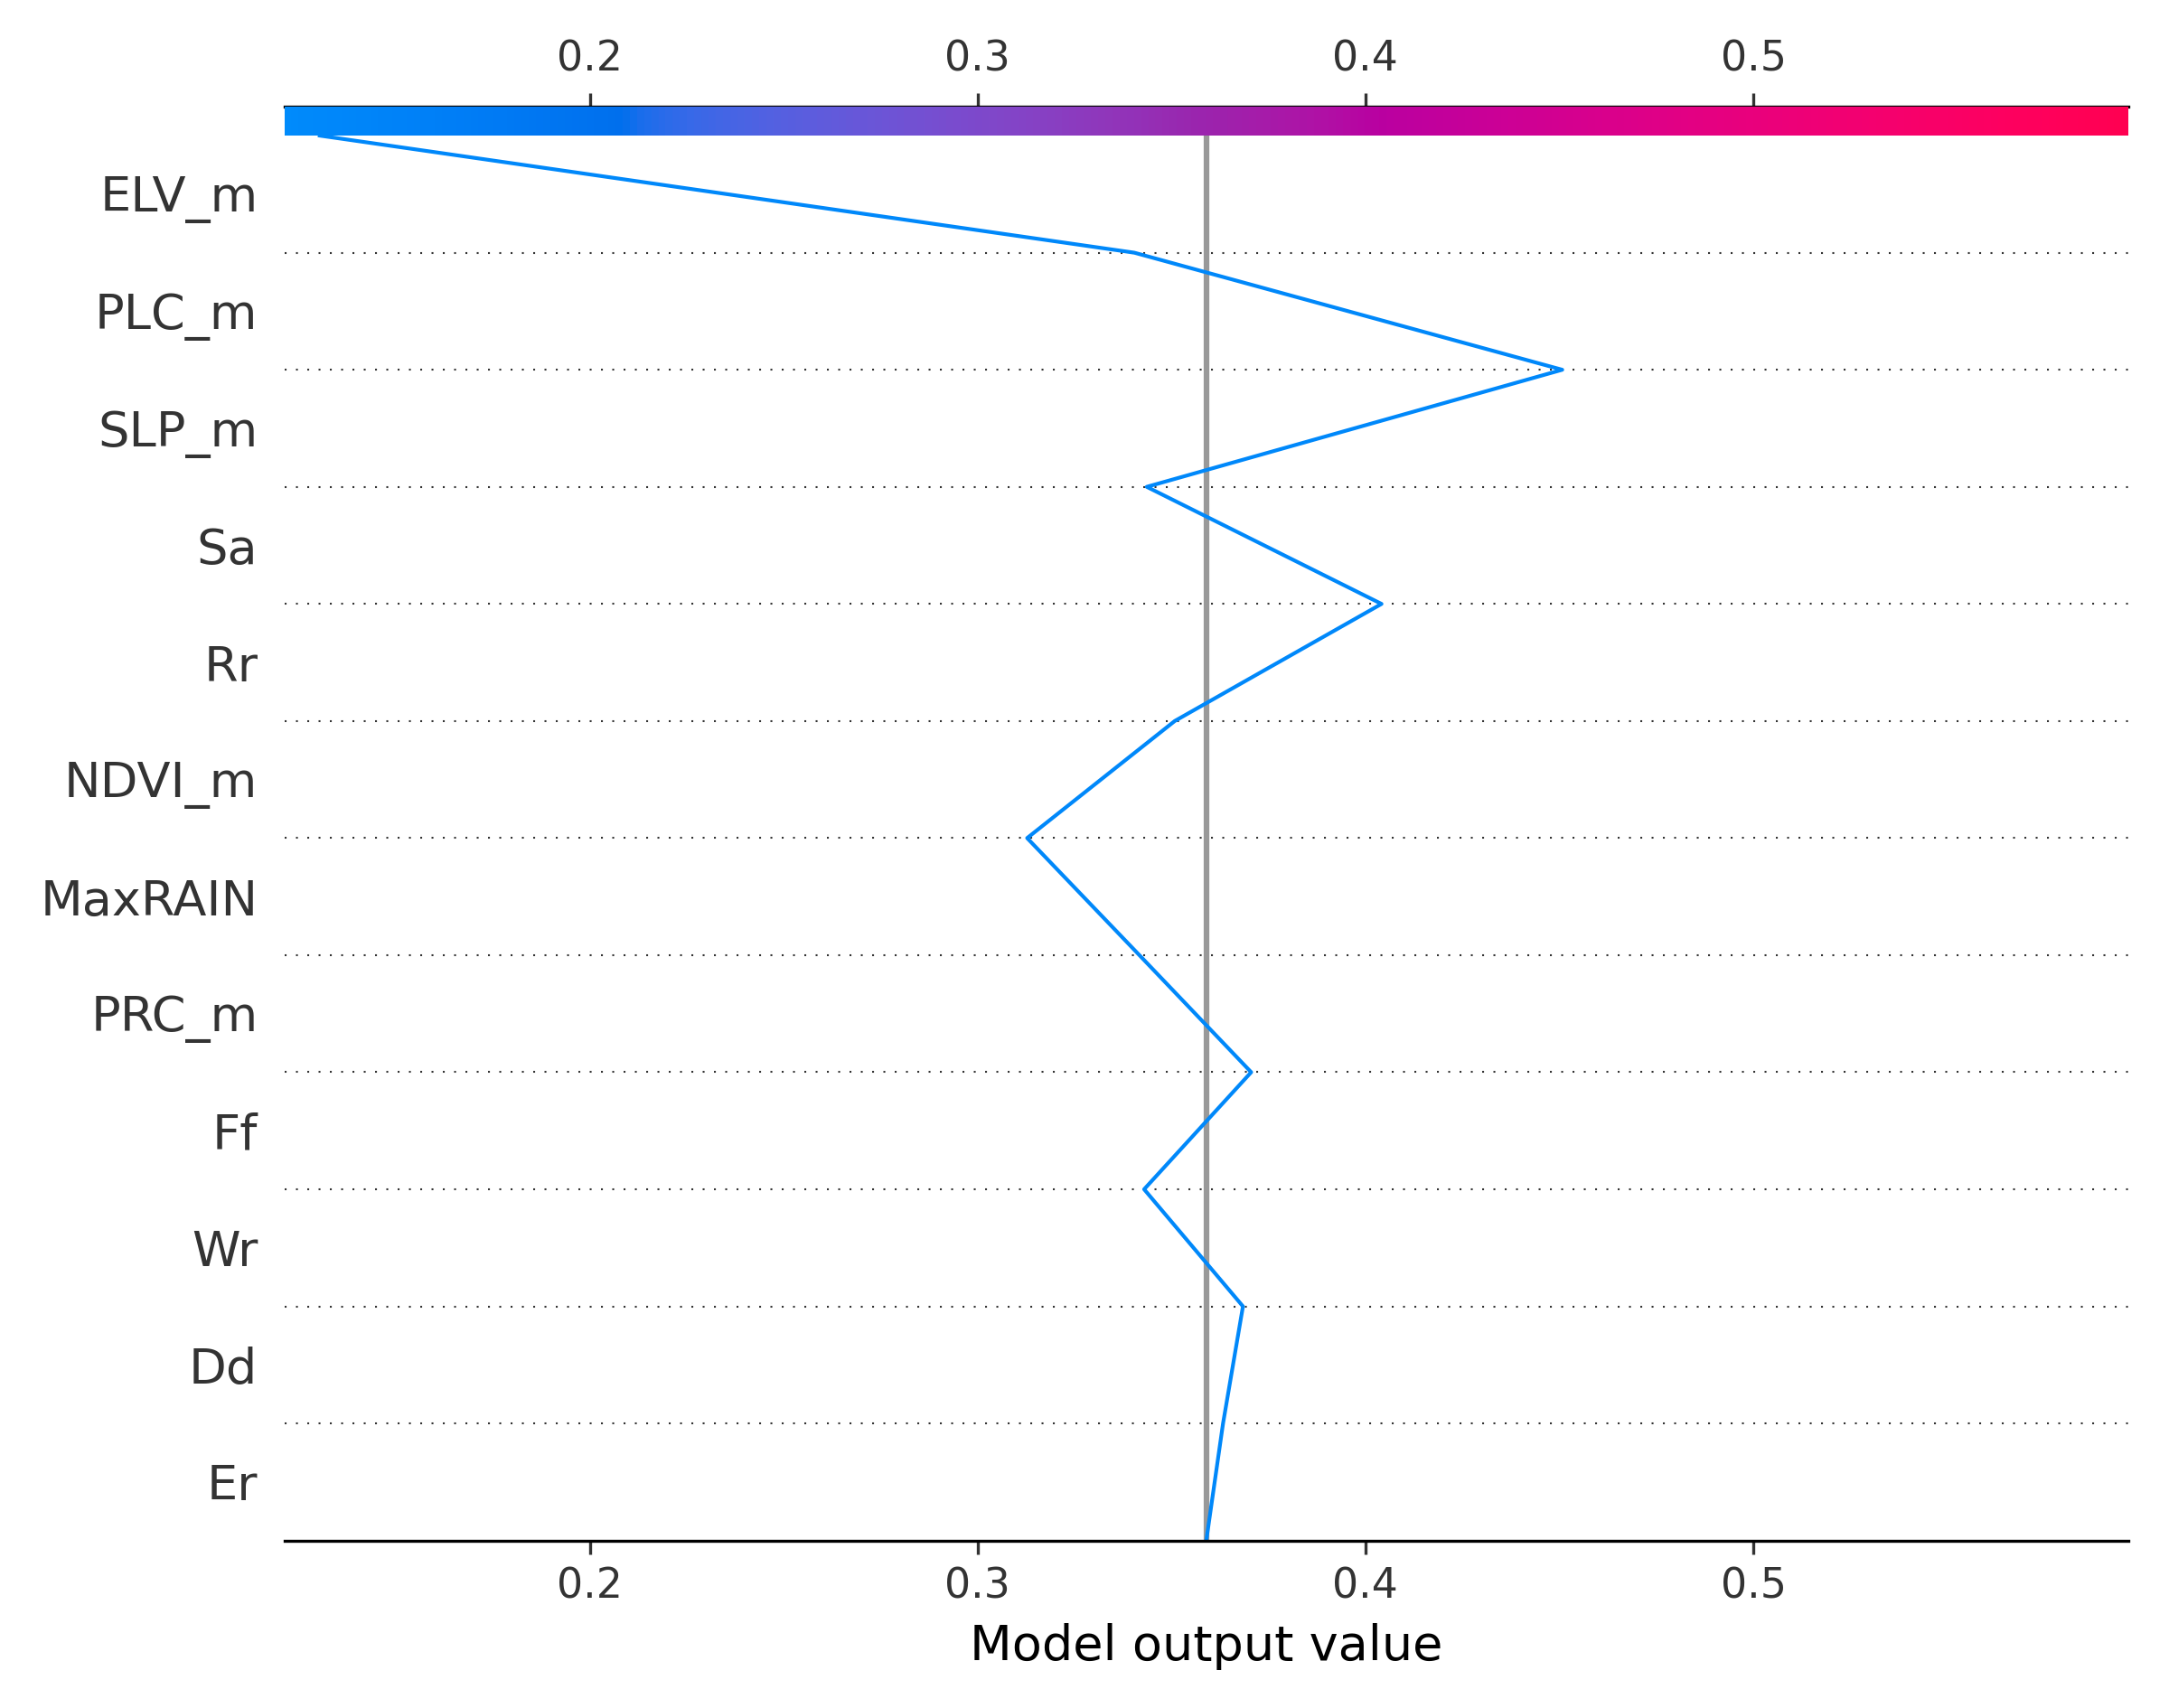 0.2 0.3 0.4 0.5
ELV_m
PLC_m
SLP_m
Sa
Rr
NDVI_m
MaxRAIN
PRC_m
Ff
Wr
Dd
Er
0.2 0.3 0.4 0.5
Model output value